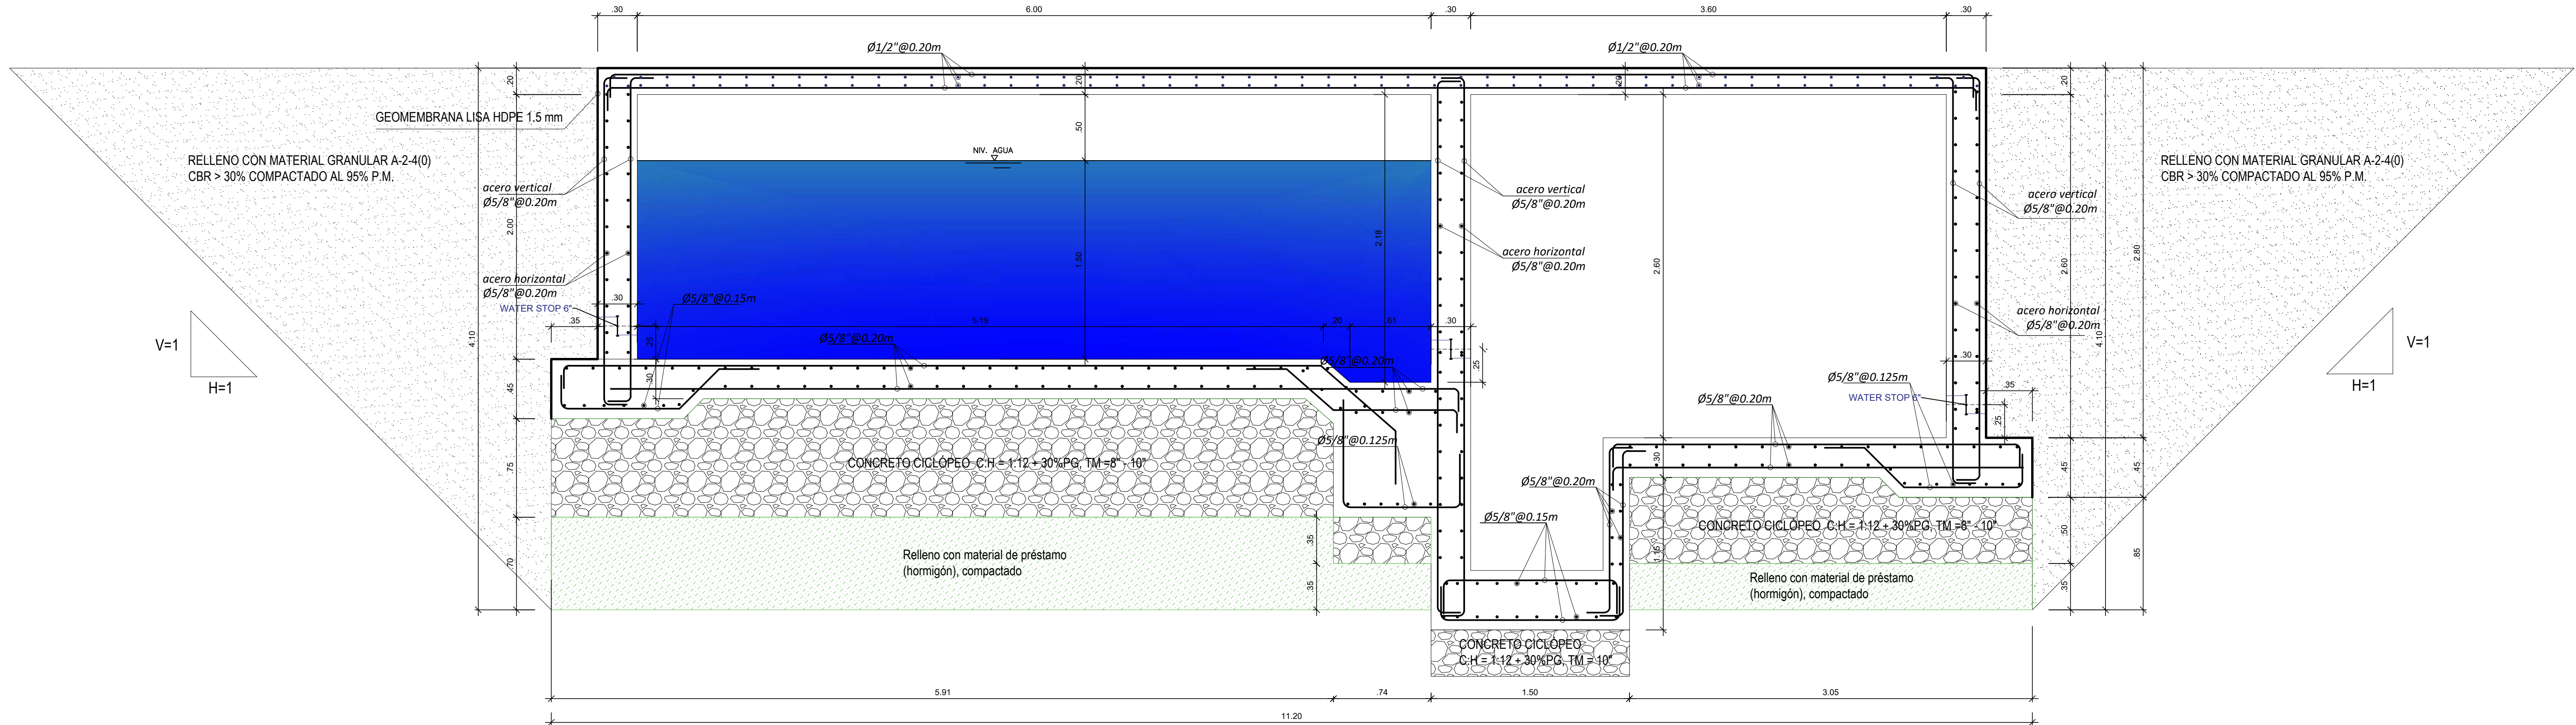 .30
6.00
.30
3.60
.30
Ø1/2"@0.20m
Ø1/2"@0.20m
.20
.20
.20
.20
GEOMEMBRANA LISA HDPE 1.5 mm
.50
NIV. AGUA
RELLENO CON MATERIAL GRANULAR A-2-4(0)
CBR > 30% COMPACTADO AL 95% P.M.
RELLENO CON MATERIAL GRANULAR A-2-4(0)
CBR > 30% COMPACTADO AL 95% P.M.
acero vertical
Ø5/8"@0.20m
acero vertical
Ø5/8"@0.20m
acero vertical
Ø5/8"@0.20m
2.00
2.18
1.50
2.60
2.60
2.80
acero horizontal
Ø5/8"@0.20m
acero horizontal
Ø5/8"@0.20m
acero horizontal
Ø5/8"@0.20m
WATER STOP 6"
.30
Ø5/8"@0.15m
.35
5.19
.20
.61
.30
4.10
4.10
V=1
H=1
V=1
H=1
.25
Ø5/8"@0.20m
Ø5/8"@0.20m
.25
.30
.30
.35
.45
Ø5/8"@0.125m
WATER STOP 6"
Ø5/8"@0.20m
.25
Ø5/8"@0.125m
CONCRETO CICLÓPEO C:H = 1:12 + 30%PG, TM =8" - 10"
.75
.30
.45
.45
Ø5/8"@0.20m
Ø5/8"@0.15m
CONCRETO CICLÓPEO C:H = 1:12 + 30%PG, TM =8" - 10"
.50
.35
1.15
.85
Relleno con material de préstamo
(hormigón), compactado
.70
.35
Relleno con material de préstamo
(hormigón), compactado
.35
CONCRETO CICLÓPEO
C:H = 1:12 + 30%PG, TM = 10"
5.91
.74
1.50
3.05
11.20